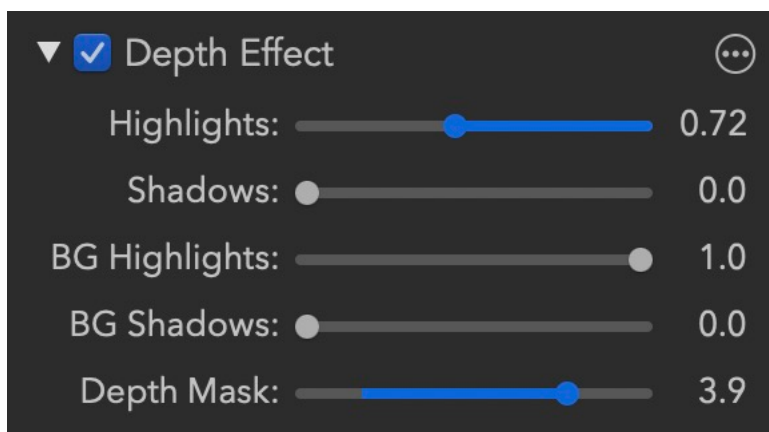 Depth Effect
Highlights: 0.72
Shadows: 0.0
BG Highlights: 1.0
BG Shadows: 0.0
Depth Mask: 3.9